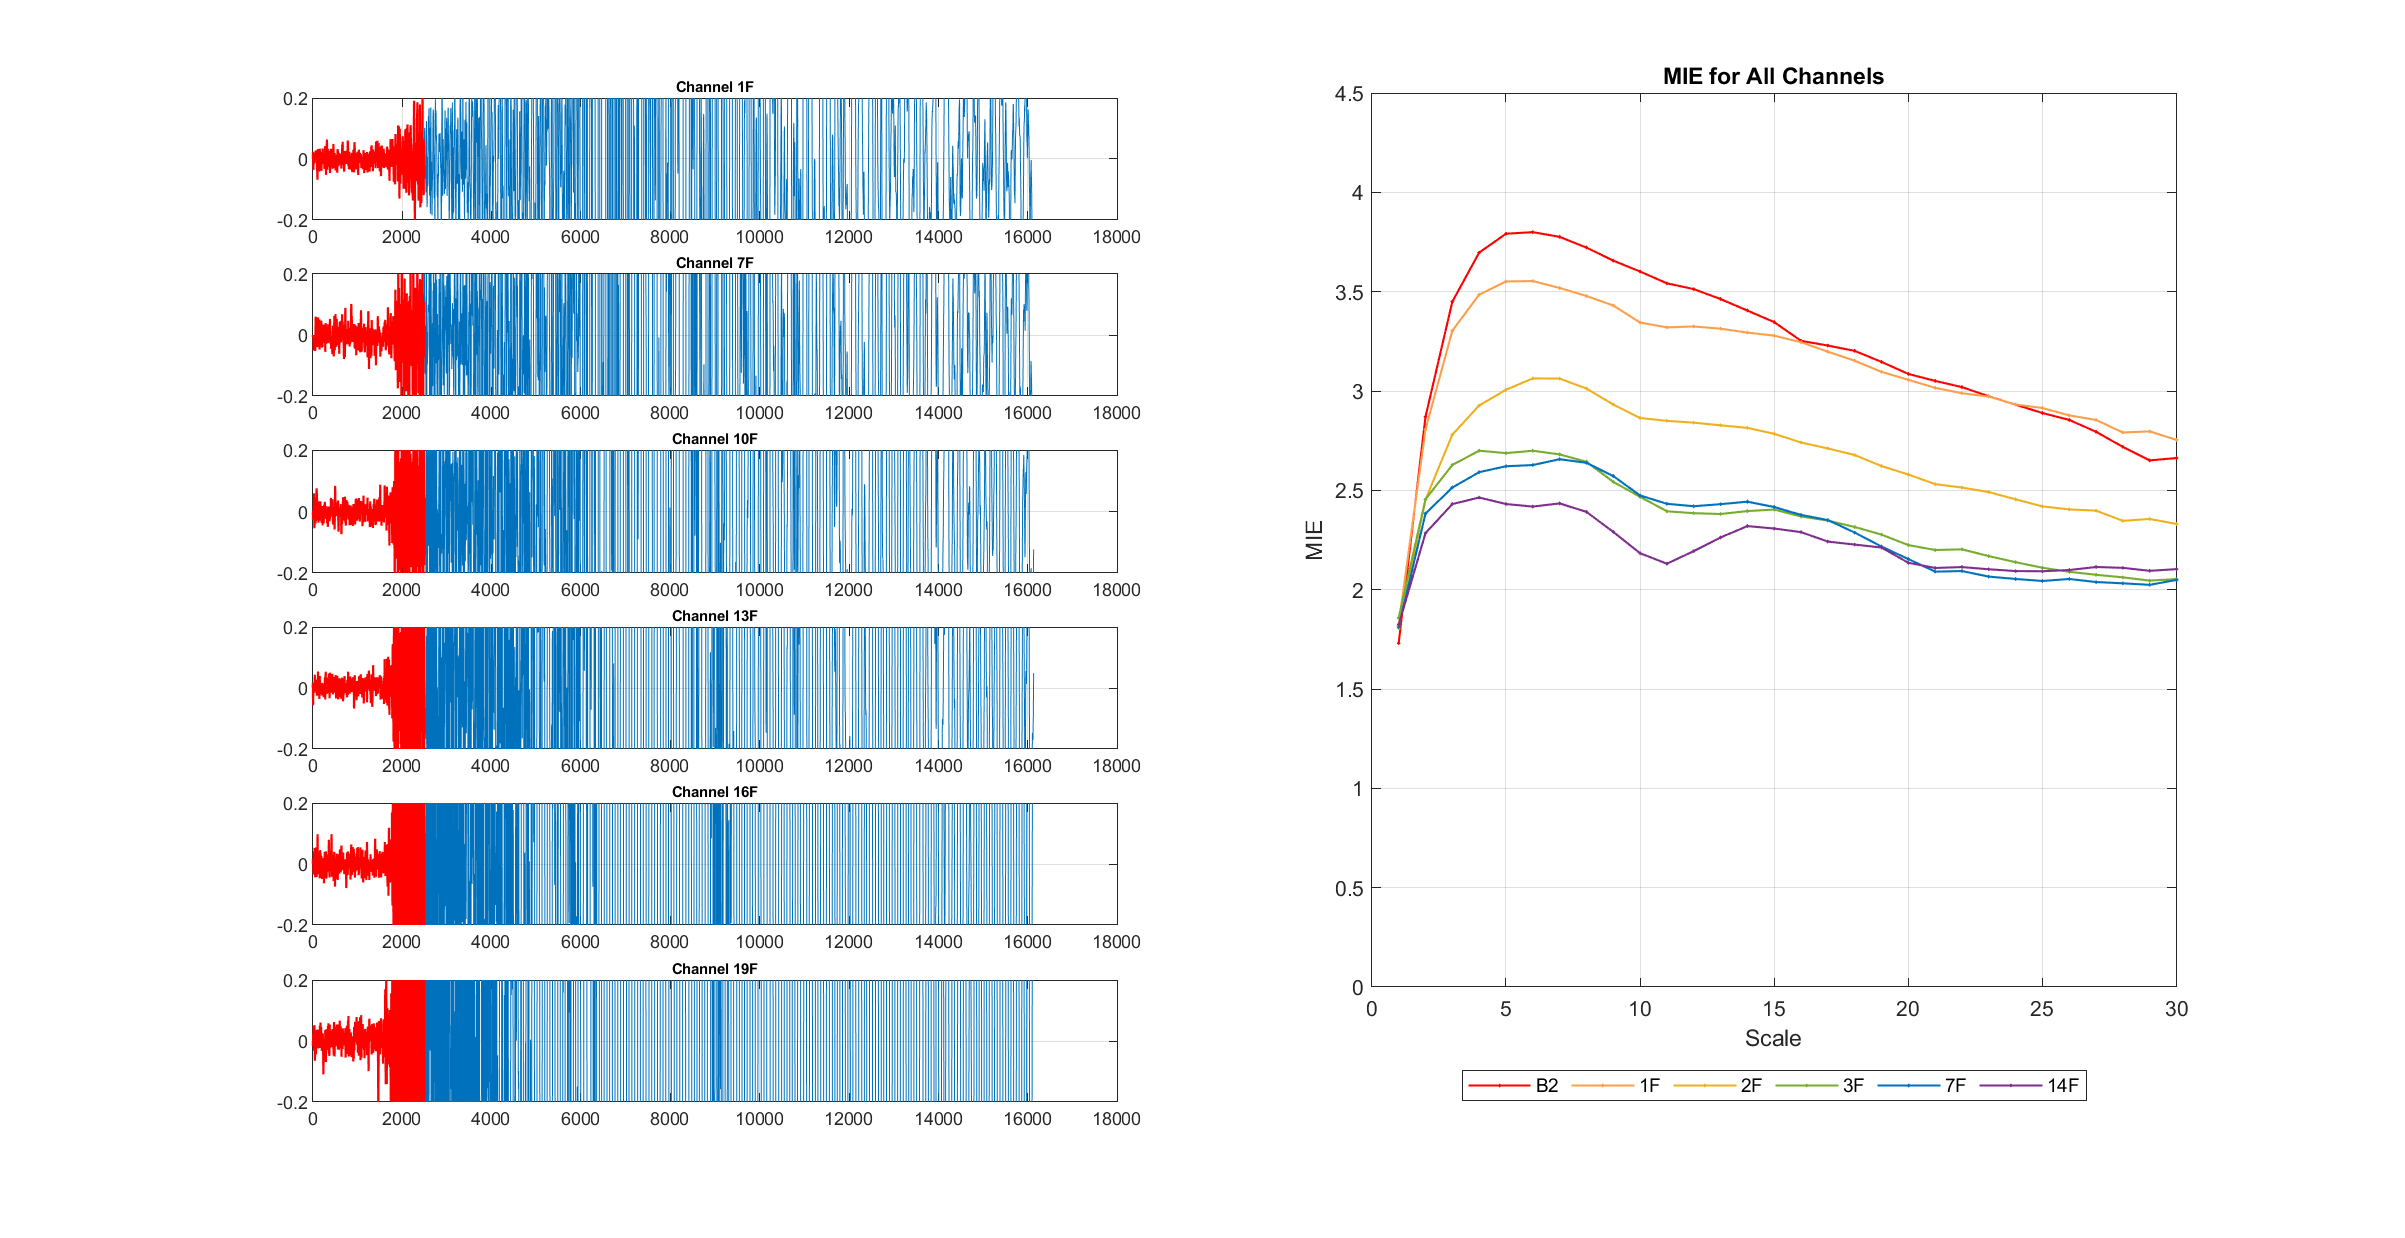 Channel 1F
0.2
0
-0.2
0 2000 4000 6000 8000 10000 12000 14000 16000 18000
Channel 7F
0.2
0
-0.2
0 2000 4000 6000 8000 10000 12000 14000 16000 18000
Channel 10F
0.2
0
-0.2
0 2000 4000 6000 8000 10000 12000 14000 16000 18000
Channel 13F
0.2
0
-0.2
0 2000 4000 6000 8000 10000 12000 14000 16000 18000
Channel 16F
0.2
0
-0.2
0 2000 4000 6000 8000 10000 12000 14000 16000 18000
Channel 19F
0.2
0
-0.2
0 2000 4000 6000 8000 10000 12000 14000 16000 18000
MIE for All Channels
4.5
4
3.5
3
2.5
2
1.5
1
0.5
0
MIE
0 5 10 15 20 25 30
Scale
B2 1F 2F 3F 7F 14F